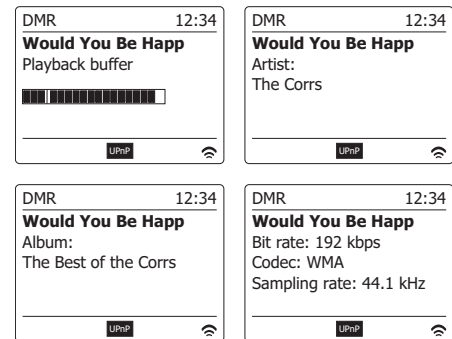 DMR 12:34
Would You Be Happ
Playback buffer
UPnP
DMR 12:34
Would You Be Happ
Artist:
The Corrs
UPnP
DMR 12:34
Would You Be Happ
Album:
The Best of the Corrs
UPnP
DMR 12:34
Would You Be Happ
Bit rate: 192 kbps
Codec: WMA
Sampling rate: 44.1 kHz
UPnP